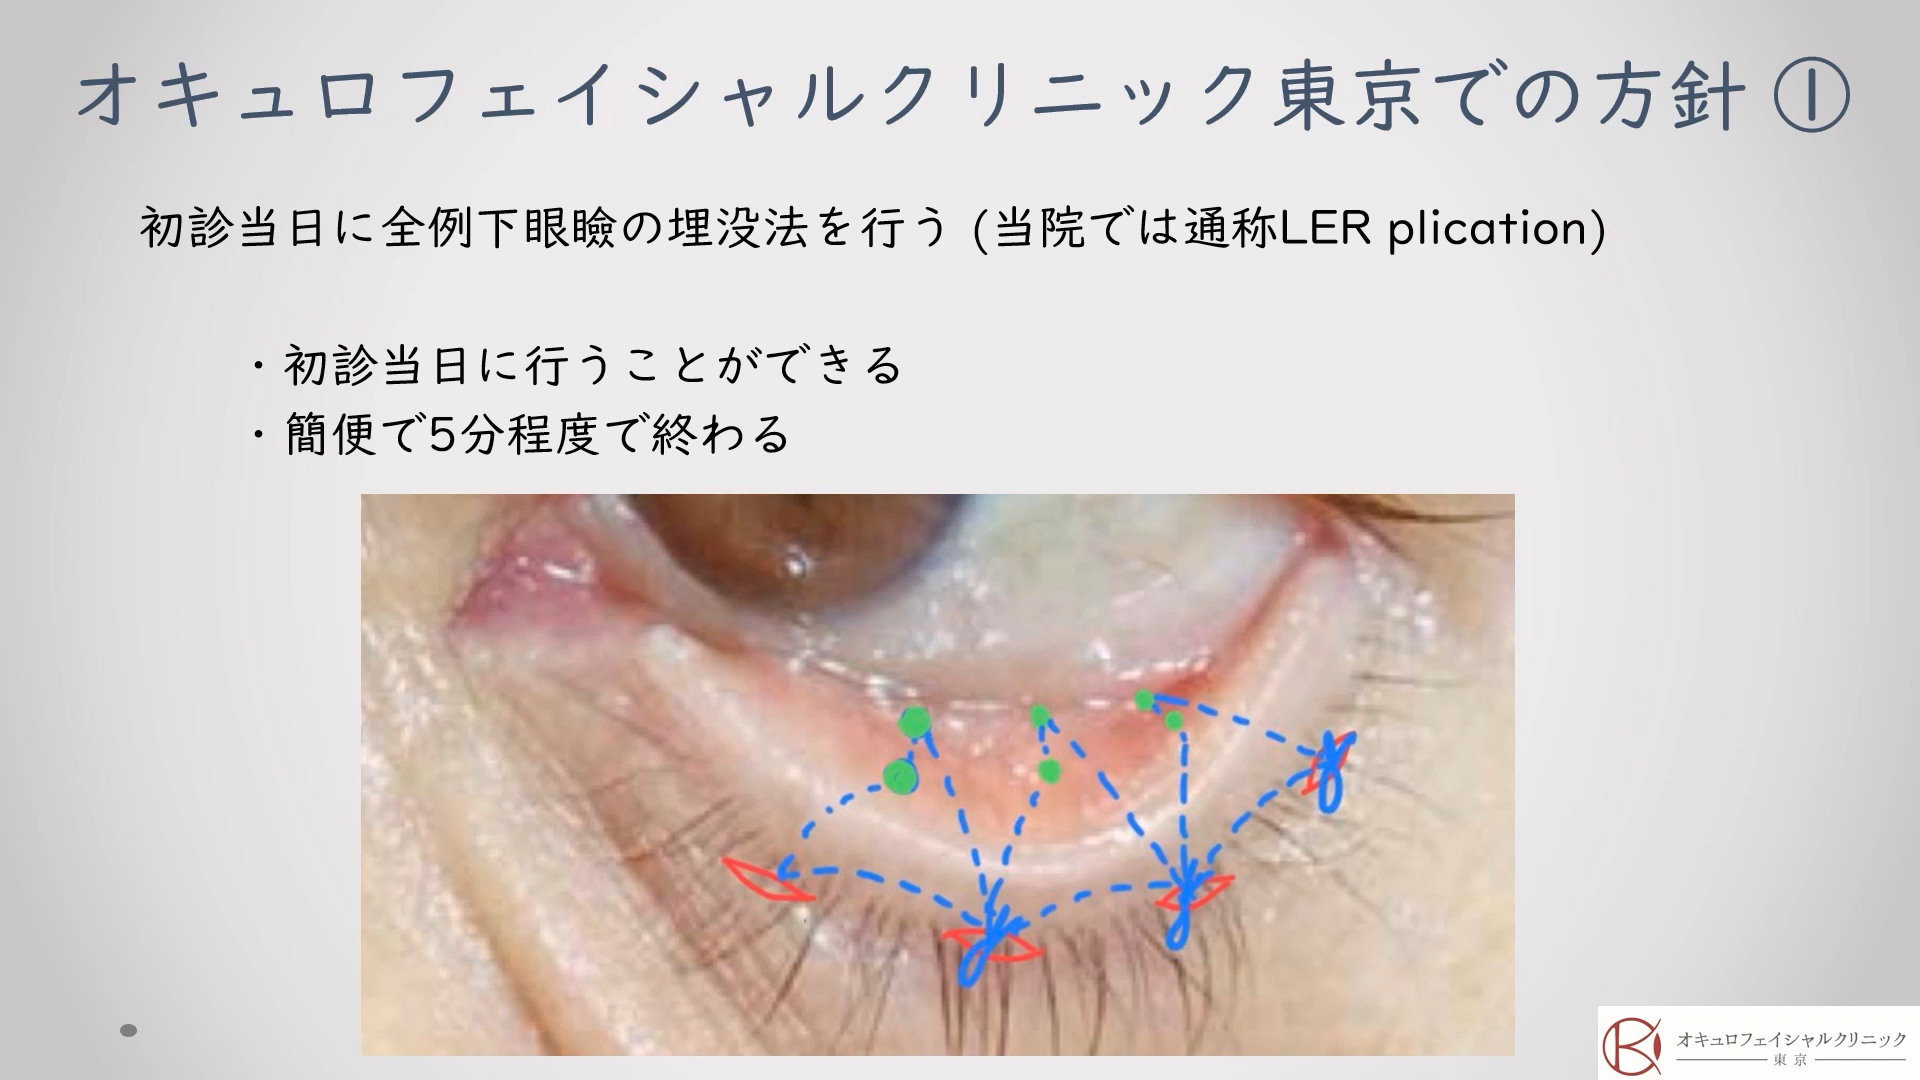 オキュロフェイシャルクリニック東京での方針 ①
初診当日に全例下眼瞼の埋没法を行う (当院では通称LER plication)
・初診当日に行うことができる
・簡便で5分程度で終わる
オキュロフェイシャルクリニック
東京